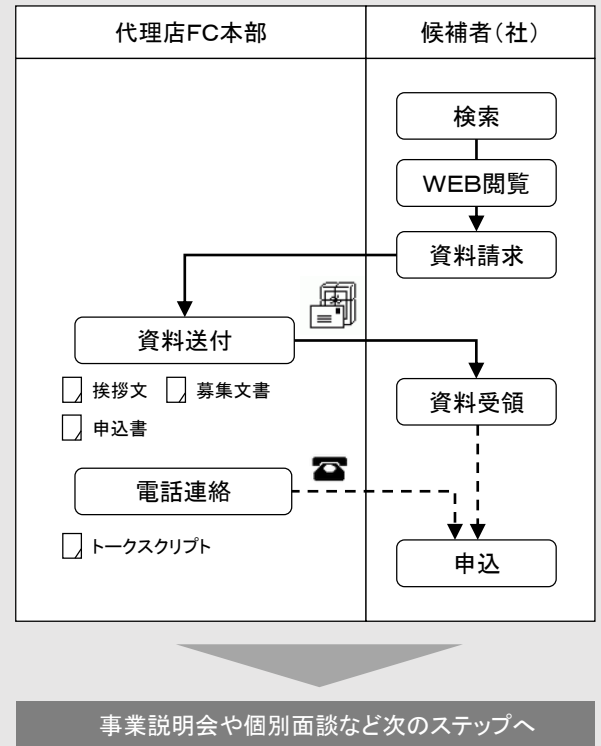 代理店FC本部
候補者(社)
検索
WEB閲覧
資料請求
資料送付
挨拶文 募集文書
申込書
資料受領
電話連絡
トークスクリプト
申込
事業説明会や個別面談など次のステップへ